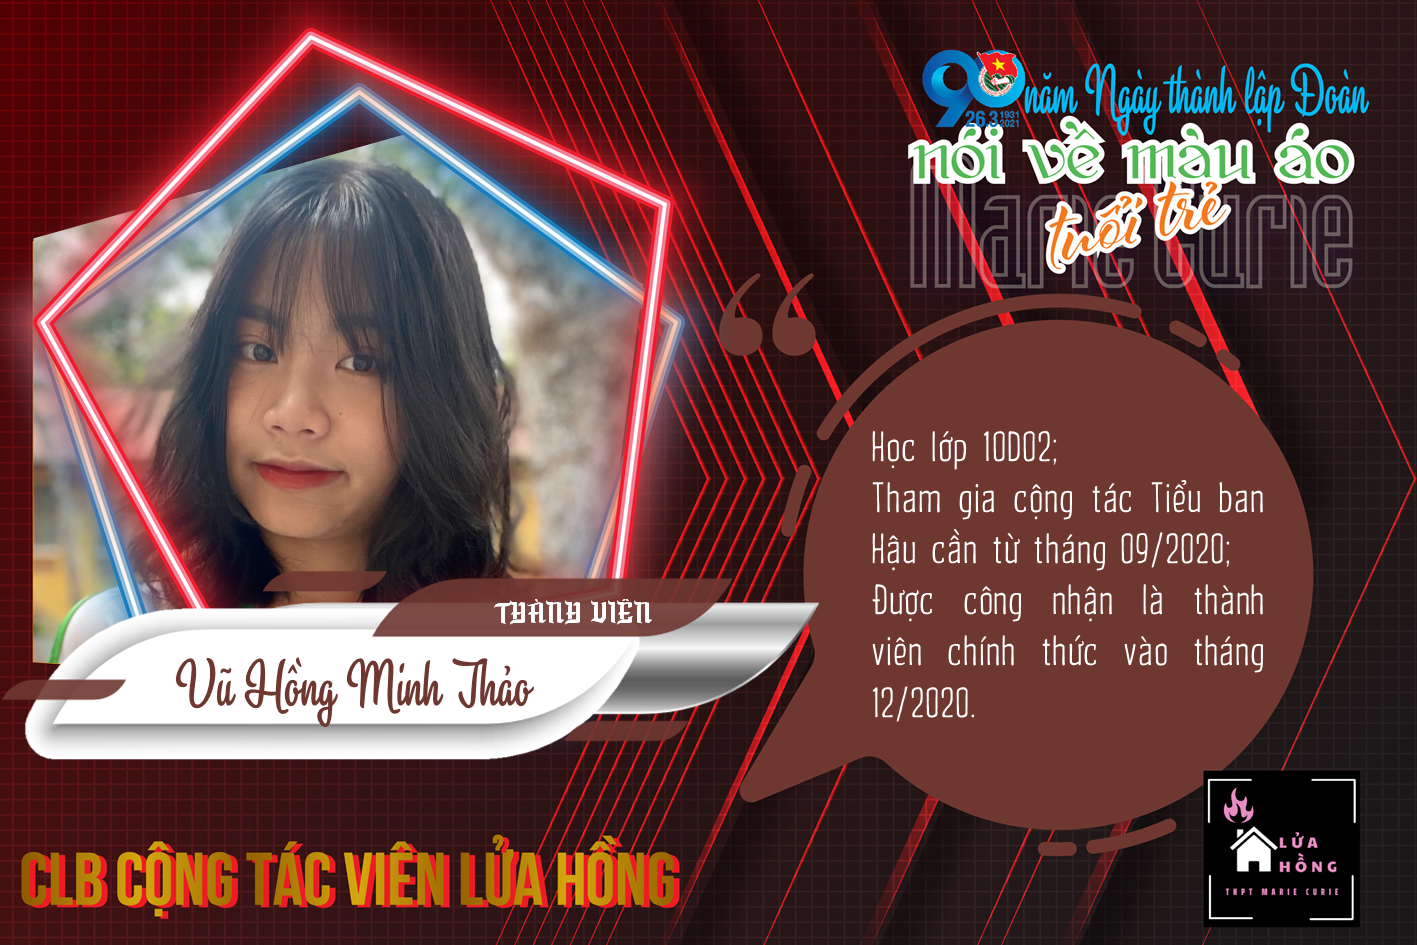 90 năm Ngày thành lập Đoàn
26.3 1931 2021
nói về màu áo
tuổi trẻ
Marie Curie
Học lớp 10D02;
Tham gia cộng tác Tiểu ban
Hậu cần từ tháng 09/2020;
Được công nhận là thành
viên chính thức vào tháng
12/2020.
THÀNH VIÊN
Vũ Hồng Minh Thảo
CLB CỘNG TÁC VIÊN LỬA HỒNG
LỬA
HỒNG
THPT MARIE CURIE